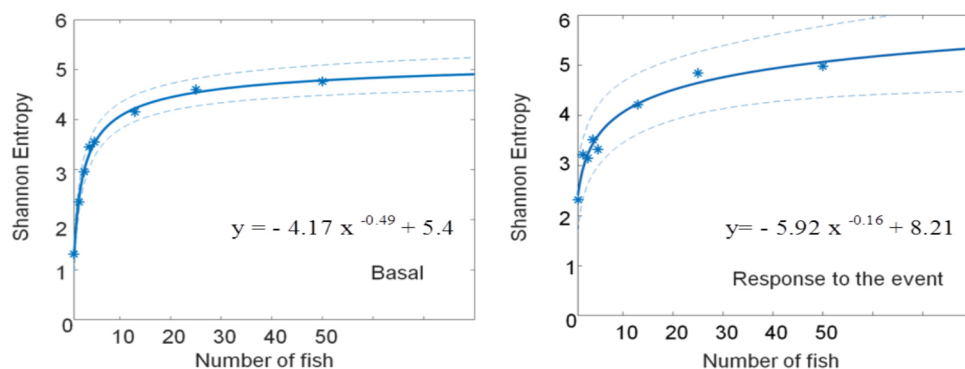 6
5
4
3
2
1
0
Shannon Entropy
y = - 4.17 x -0.49 + 5.4
Basal
10 20 30 40 50
Number of fish
6
5
4
3
2
1
0
Shannon Entropy
y= - 5.92 x -0.16 + 8.21
Response to the event
10 20 30 40 50
Number of fish